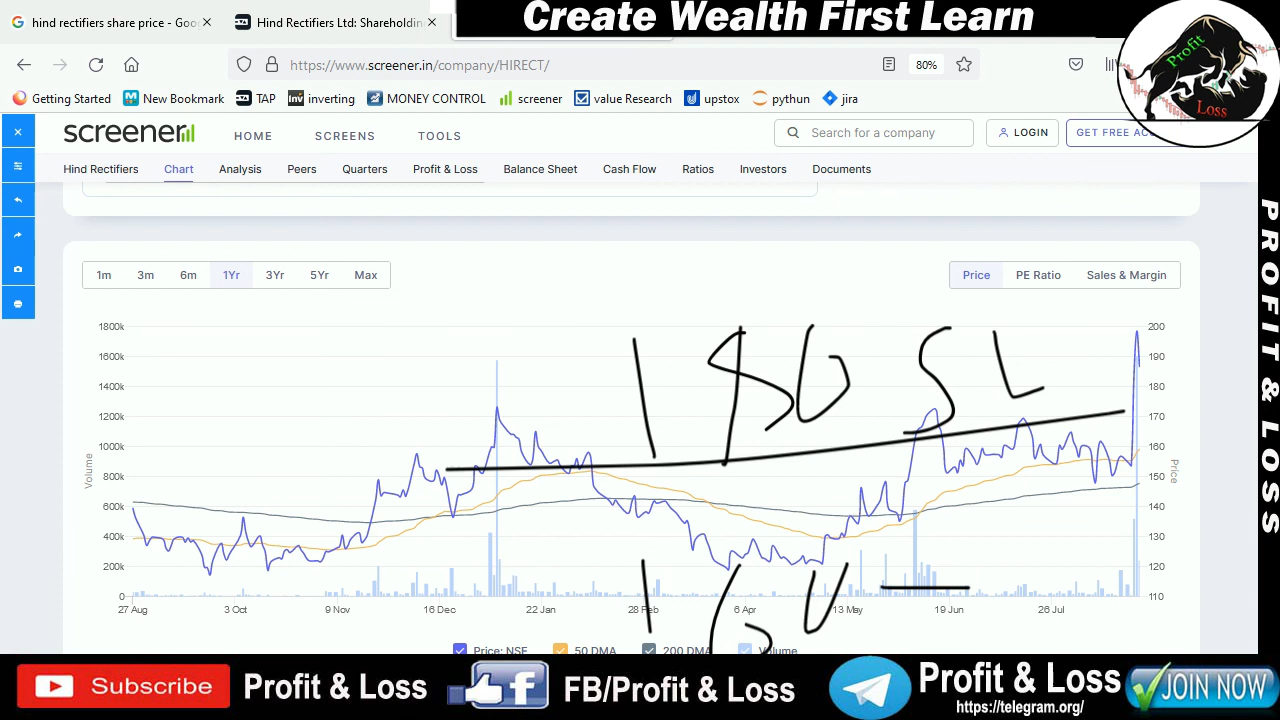 Create Wealth First Learn
hind rectifiers share price - Goo
Hind Rectifiers Ltd: Shareholdin
https://www.screener.in/company/HIRECT/
80%
Getting Started New Bookmark TAP inverting MONEYCONTROL screener value Research upstox python jira
Profit
Loss
screener
HOME SCREENS TOOLS
Search for a company
LOGIN
GET FREE ACC
Hind Rectifiers Chart Analysis Peers Quarters Profit & Loss Balance Sheet Cash Flow Ratios Investors Documents
1m 3m 6m 1Yr 3Yr 5Yr Max
Price PE Ratio Sales & Margin
1800k
1600k
1400k
1200k
1000k
800k
600k
400k
200k
0
Volume
200
190
180
170
160
150
140
130
120
110
Price
180 SL
160
27 Aug 3 Oct 9 Nov 16 Dec 22 Jan 28 Feb 6 Apr 13 May 19 Jun 26 Jul
Price: NSE 50 DMA 200 DMA Volume
PROFIT & LOSS
Subscribe
Profit & Loss
f
FB/Profit & Loss
Profit & Loss
https://telegram.org/
JOIN NOW